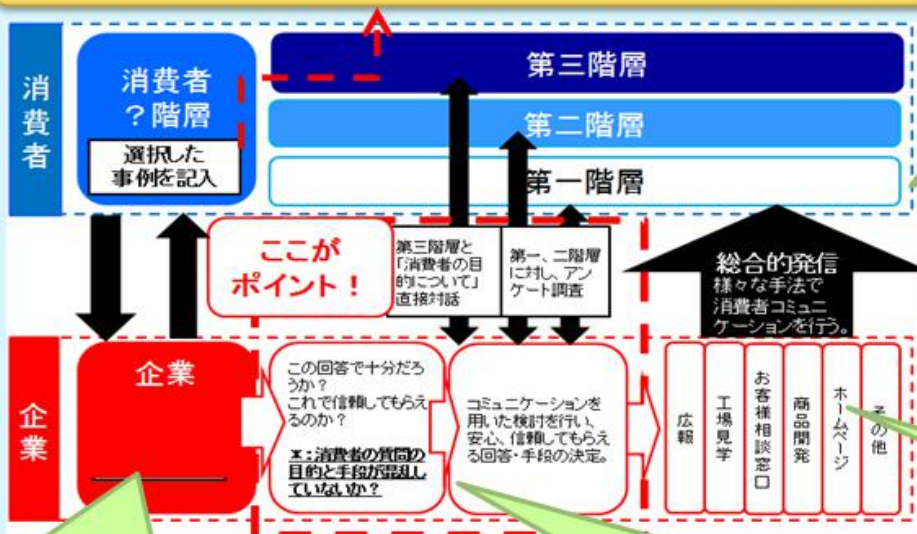 消費者
消費者
?階層
選択した
事例を記入
第三階層
第二階層
第一階層
ここが
ポイント!
第三階層と
「消費者の目
的について」
直接対話
第一、二階層
に対し、アン
ケート調査
総合的発信
様々な手法で
消費者コミュニ
ケーションを行う。
企業
企業
この回答で十分だろ
うか?
これで信頼してもらえ
るのか?
※:消費者の質問の
目的と手段が混乱し
ていないか?
コミュニケーションを
用いた検討を行い、
安心、信頼してもらえ
る回答・手段の決定。
広報
工場見学
お客様相談窓口
商品開発
ホームページ
その他